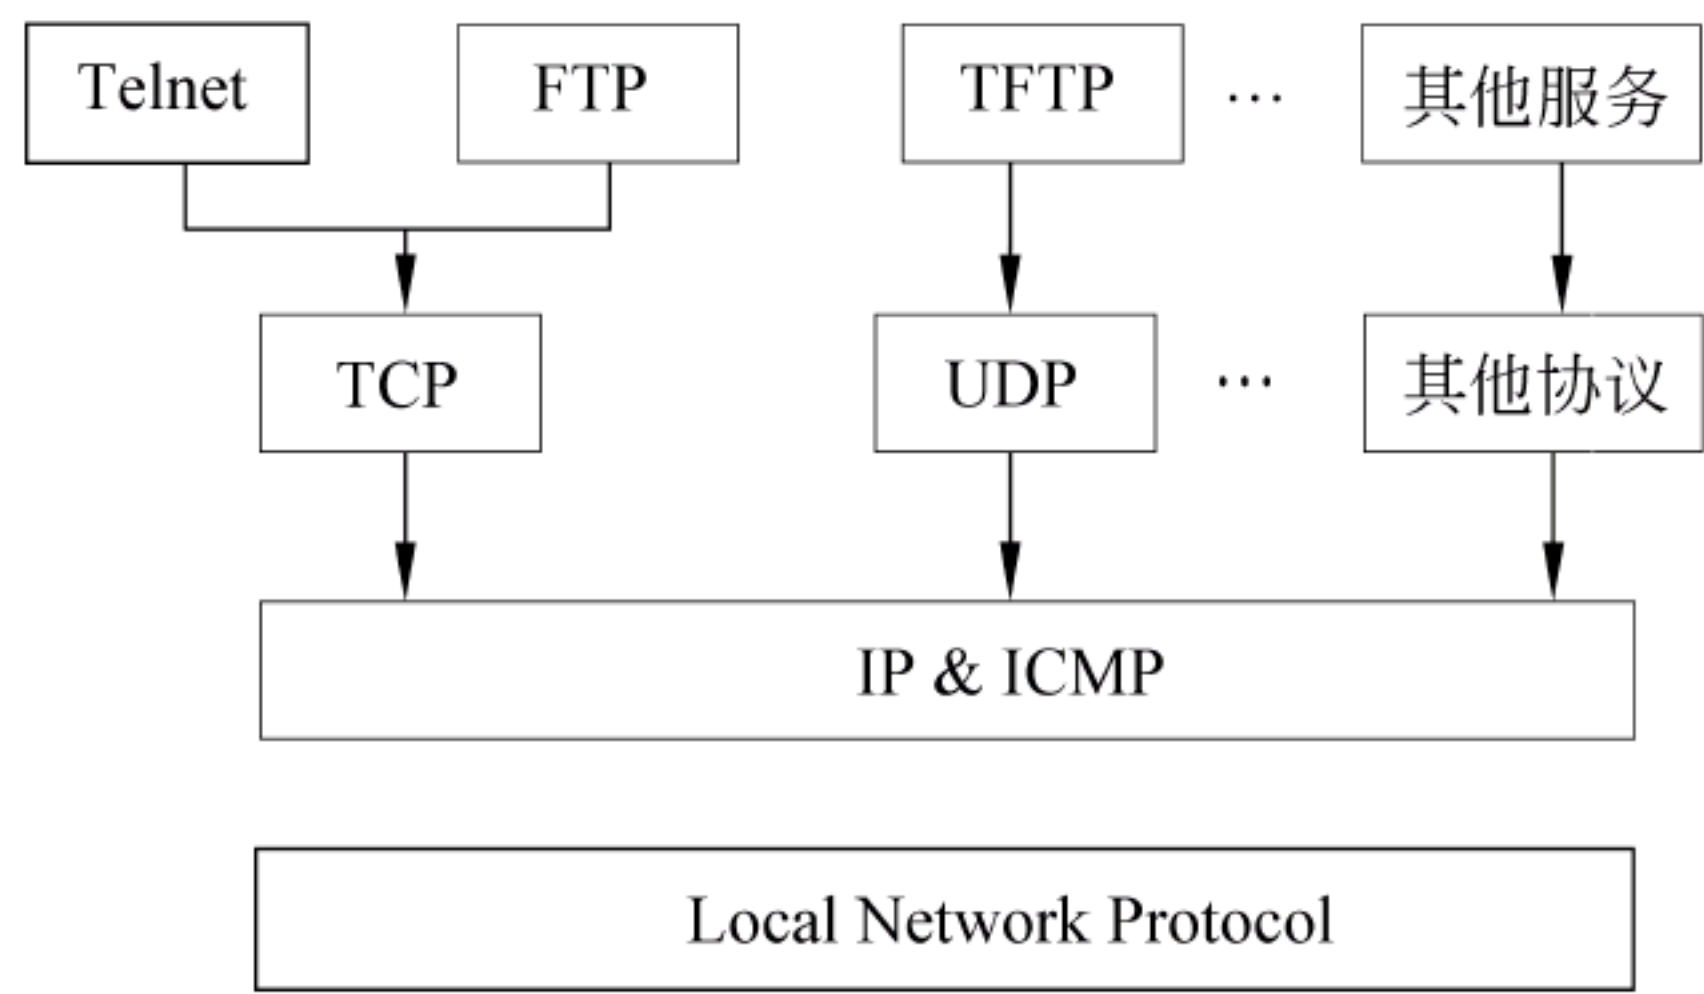 Telnet FTP TFTP … 其他服务
TCP UDP … 其他协议
IP & ICMP
Local Network Protocol